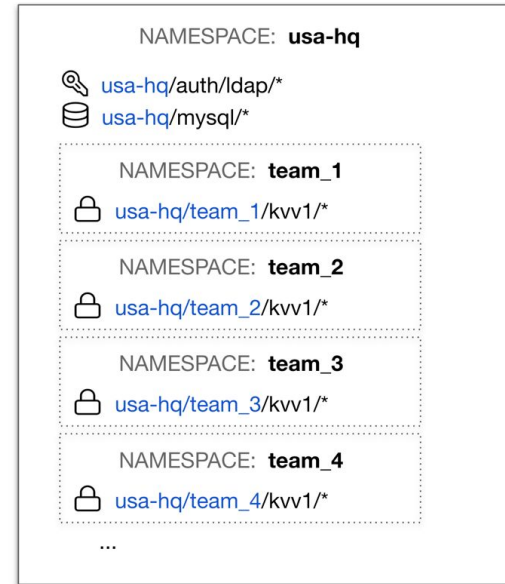 NAMESPACE: usa-hq
usa-hq/auth/ldap/*
usa-hq/mysql/*
NAMESPACE: team_1
usa-hq/team_1/kvv1/*
NAMESPACE: team_2
usa-hq/team_2/kvv1/*
NAMESPACE: team_3
usa-hq/team_3/kvv1/*
NAMESPACE: team_4
usa-hq/team_4/kvv1/*
...